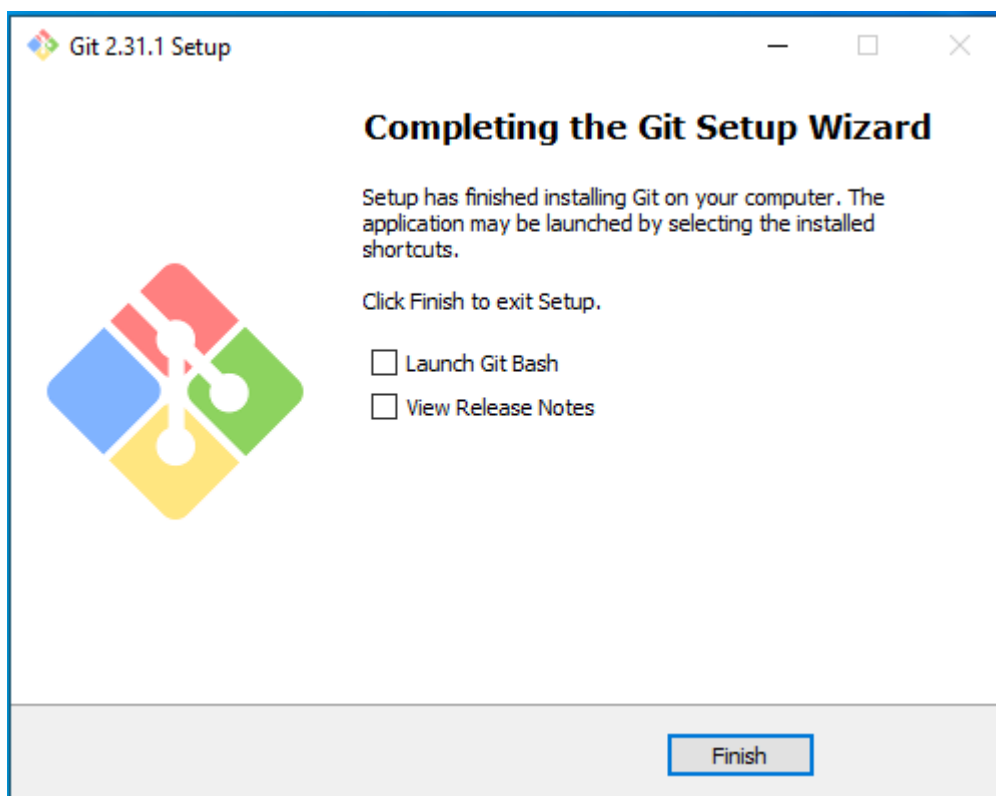 Git 2.31.1 Setup
Completing the Git Setup Wizard
Setup has finished installing Git on your computer. The
application may be launched by selecting the installed
shortcuts.
Click Finish to exit Setup.
Launch Git Bash
View Release Notes
Finish